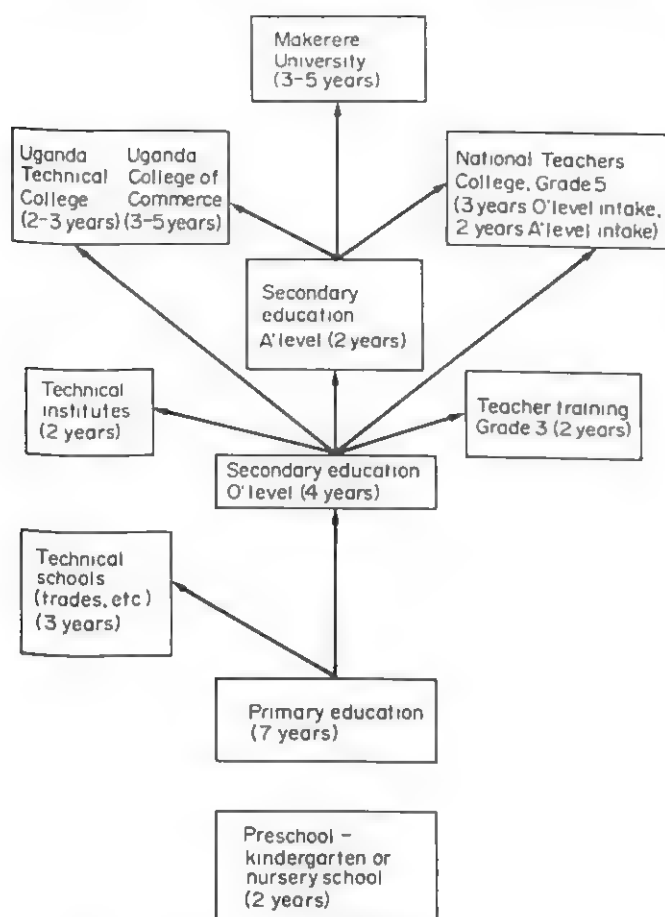 Makerere
University
(3-5 years)
Uganda
Technical
College
(2-3 years)
Uganda
College of
Commerce
(3-5 years)
National Teachers
College, Grade 5
(3 years O'level intake,
2 years A'level intake)
Secondary
education
A'level (2 years)
Technical
institutes
(2 years)
Teacher training
Grade 3 (2 years)
Secondary education
O'level (4 years)
Technical
schools
(trades, etc)
(3 years)
Primary education
(7 years)
Preschool –
kindergarten or
nursery school
(2 years)